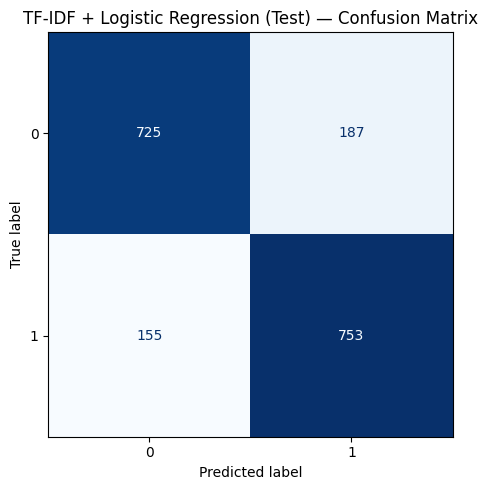 TF-IDF + Logistic Regression (Test) — Confusion Matrix
0 725 187
True label
1 155 753
0 1
Predicted label